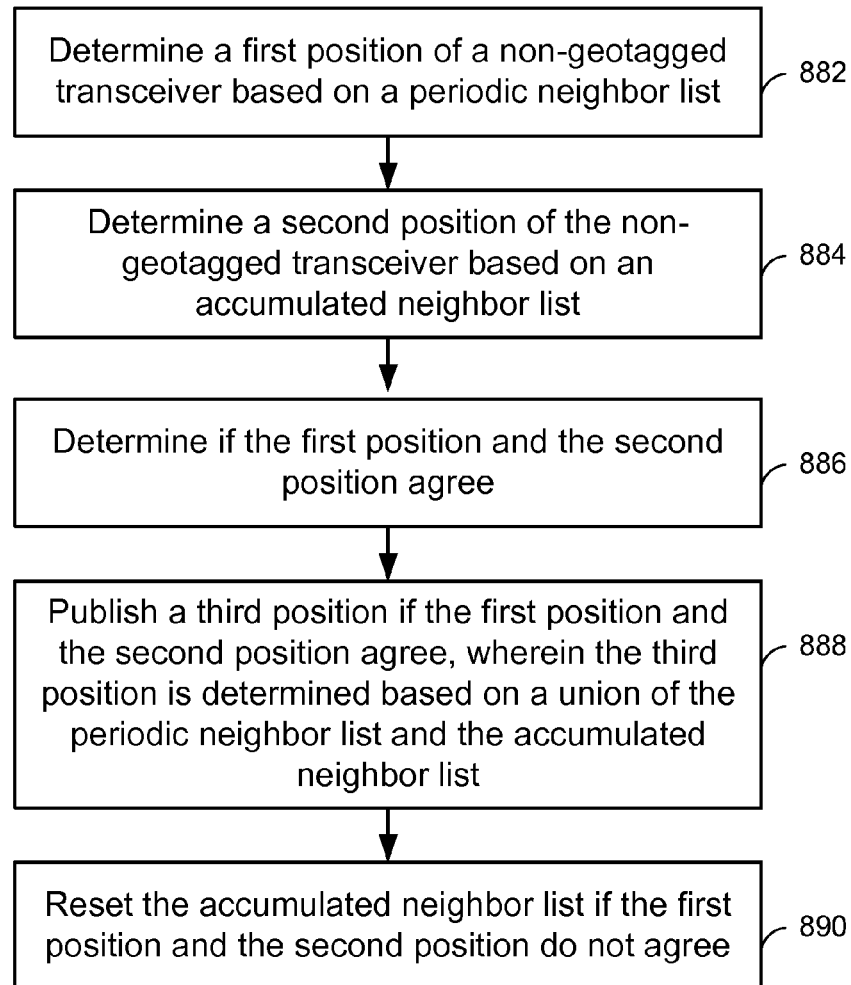 Determine a first position of a non-geotagged
transceiver based on a periodic neighbor list
882
Determine a second position of the non-
geotagged transceiver based on an
accumulated neighbor list
884
Determine if the first position and the second
position agree
886
Publish a third position if the first position and
the second position agree, wherein the third
position is determined based on a union of the
periodic neighbor list and the accumulated
neighbor list
888
Reset the accumulated neighbor list if the first
position and the second position do not agree
890